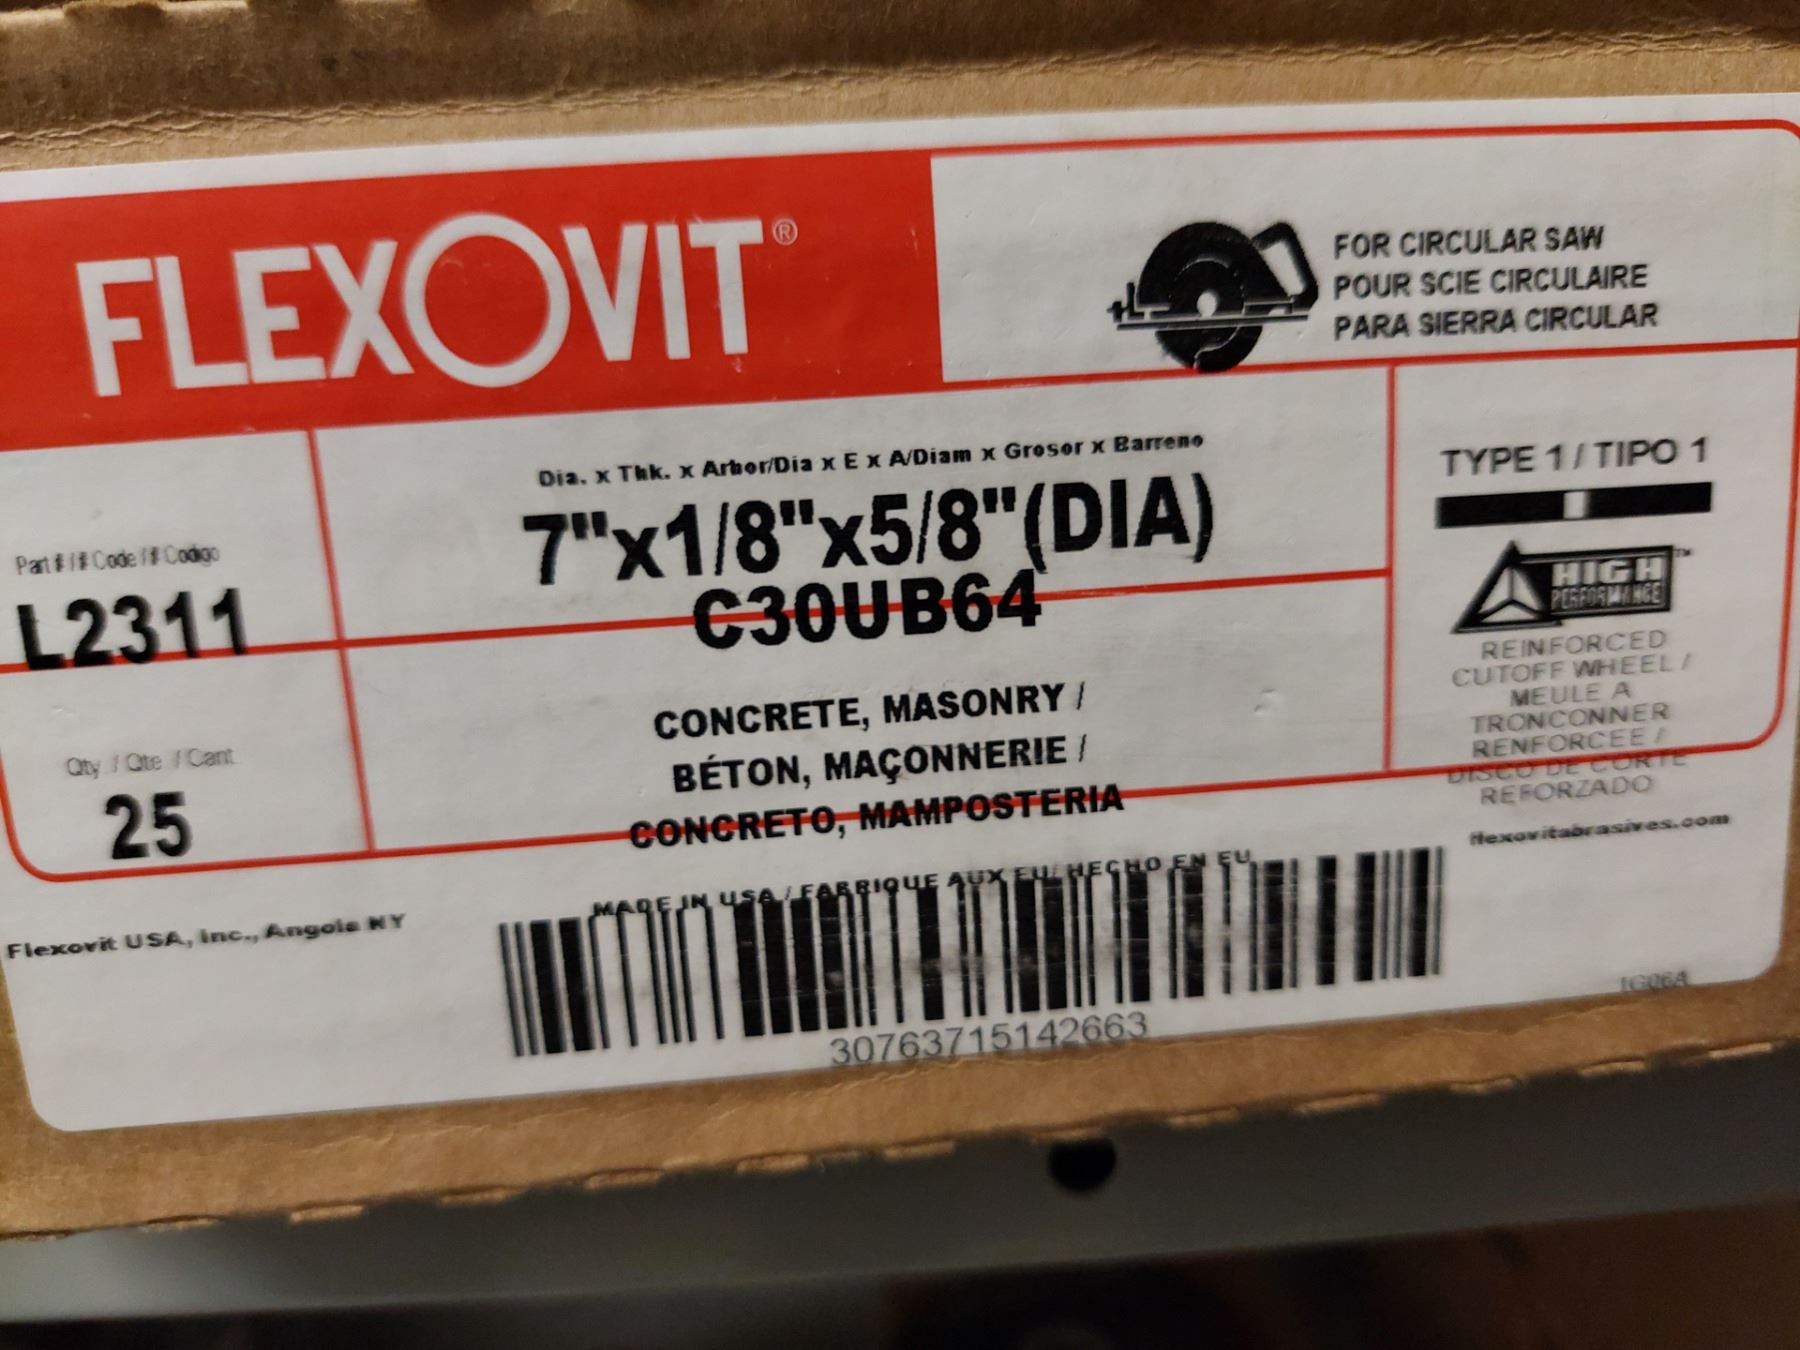 FLEXOVIT®
FOR CIRCULAR SAW
POUR SCIE CIRCULAIRE
PARA SIERRA CIRCULAR
Part # / # Code / # Codigo
L2311
Dia. x Thk. x Arbor/Dia x E x A/Diam x Grosor x Barreno
7"x1/8"x5/8"(DIA)
C30UB64
TYPE 1 / TIPO 1
HIGH ™
PERFORMANCE
REINFORCED
CUTOFF WHEEL /
MEULE A
TRONCONNER
RENFORCEE /
DISCO DE CORTE
REFORZADO
Qty / Qte / Cant
25
CONCRETE, MASONRY /
BÉTON, MAÇONNERIE /
CONCRETO, MAMPOSTERIA
flexovitabrasives.com
Flexovit USA, Inc., Angola NY
MADE IN USA / FABRIQUE AUX EU/ HECHO EN EU
30763715142663
1G06A